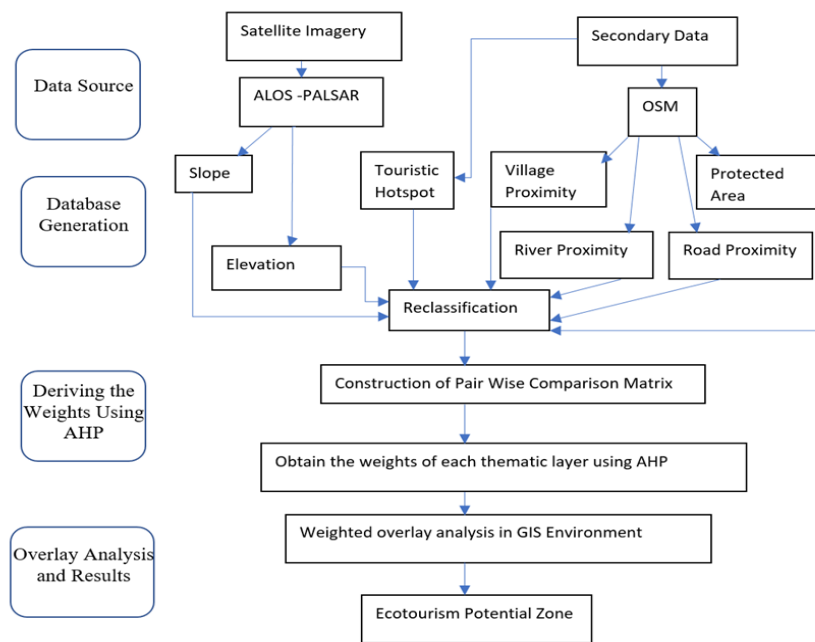 Satellite Imagery
Secondary Data
Data Source
ALOS -PALSAR
OSM
Slope
Touristic
Hotspot
Village
Proximity
Protected
Area
Database
Generation
Elevation
River Proximity
Road Proximity
Reclassification
Deriving the
Weights Using
AHP
Construction of Pair Wise Comparison Matrix
Obtain the weights of each thematic layer using AHP
Overlay Analysis
and Results
Weighted overlay analysis in GIS Environment
Ecotourism Potential Zone